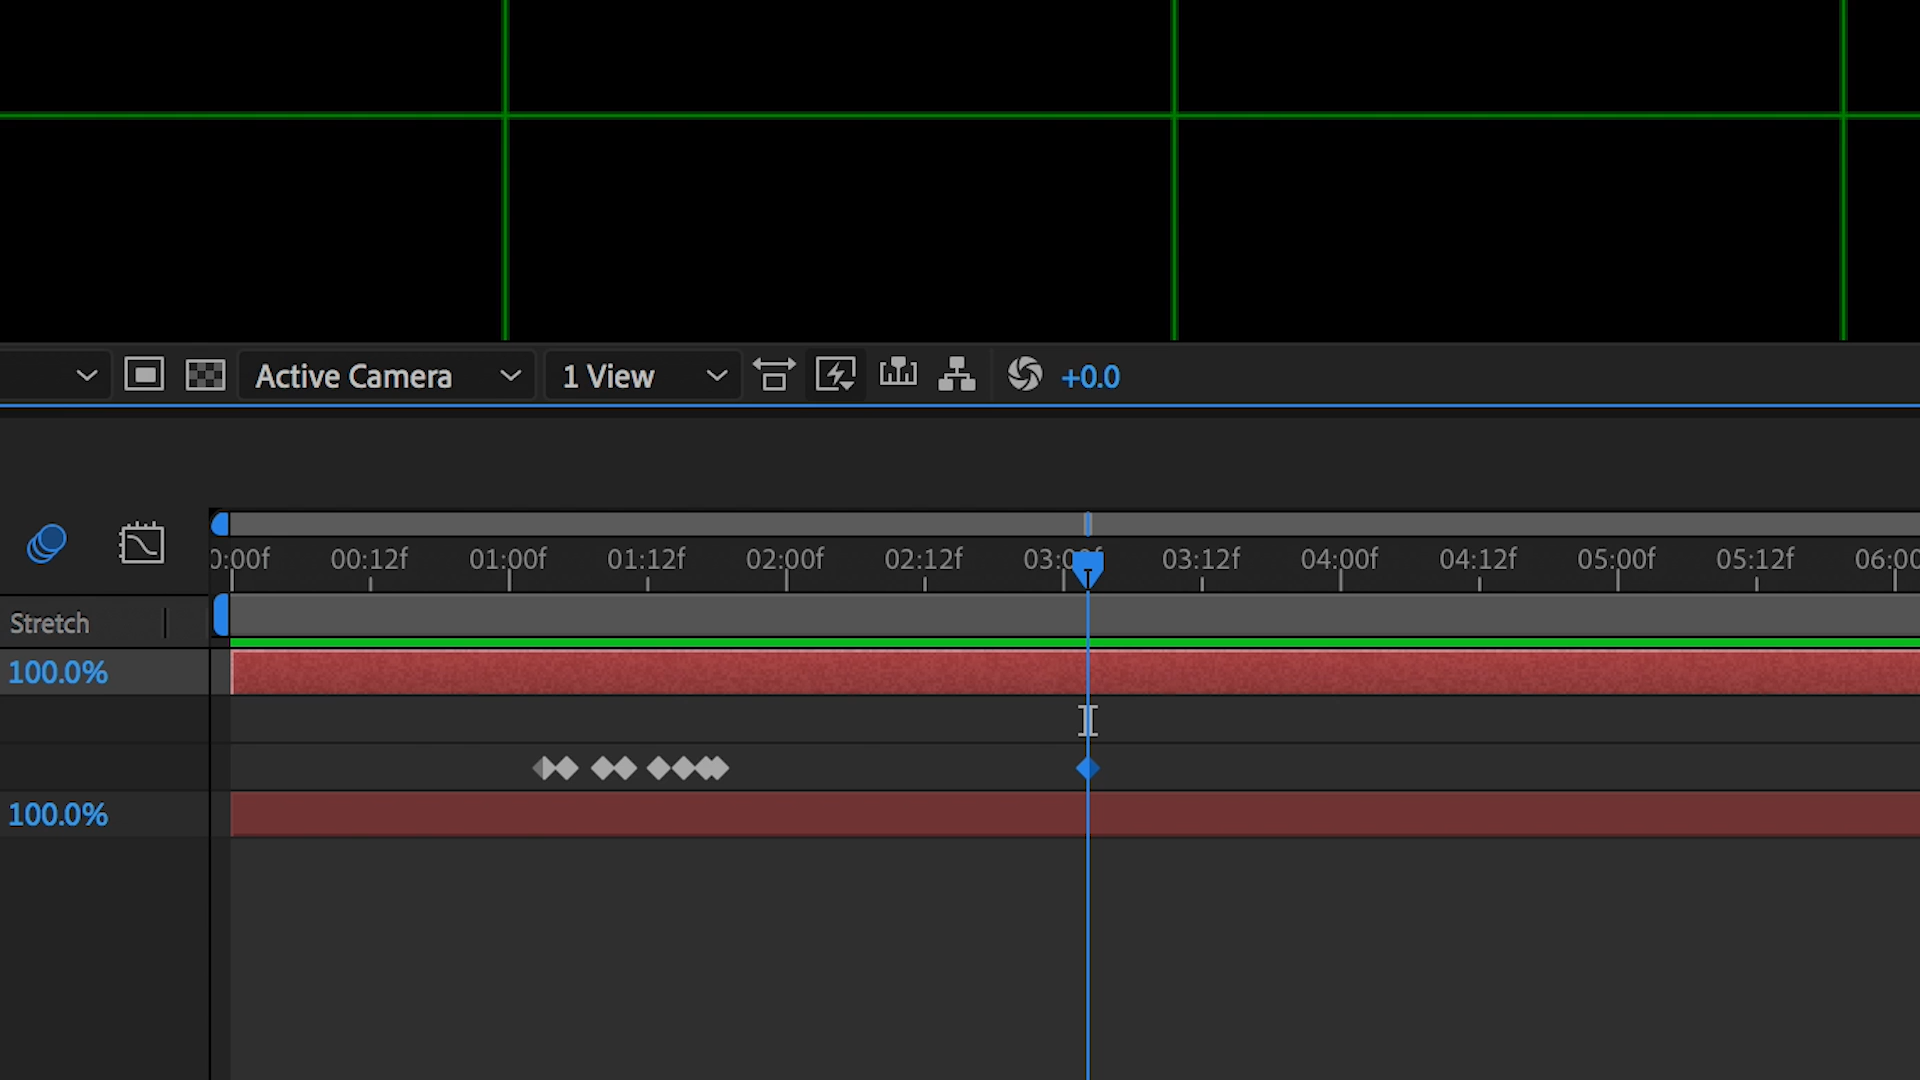 Active Camera 1 View +0.0
0:00f 00:12f 01:00f 01:12f 02:00f 02:12f 03:0 f 03:12f 04:00f 04:12f 05:00f 05:12f 06:00
Stretch
100.0%
100.0%